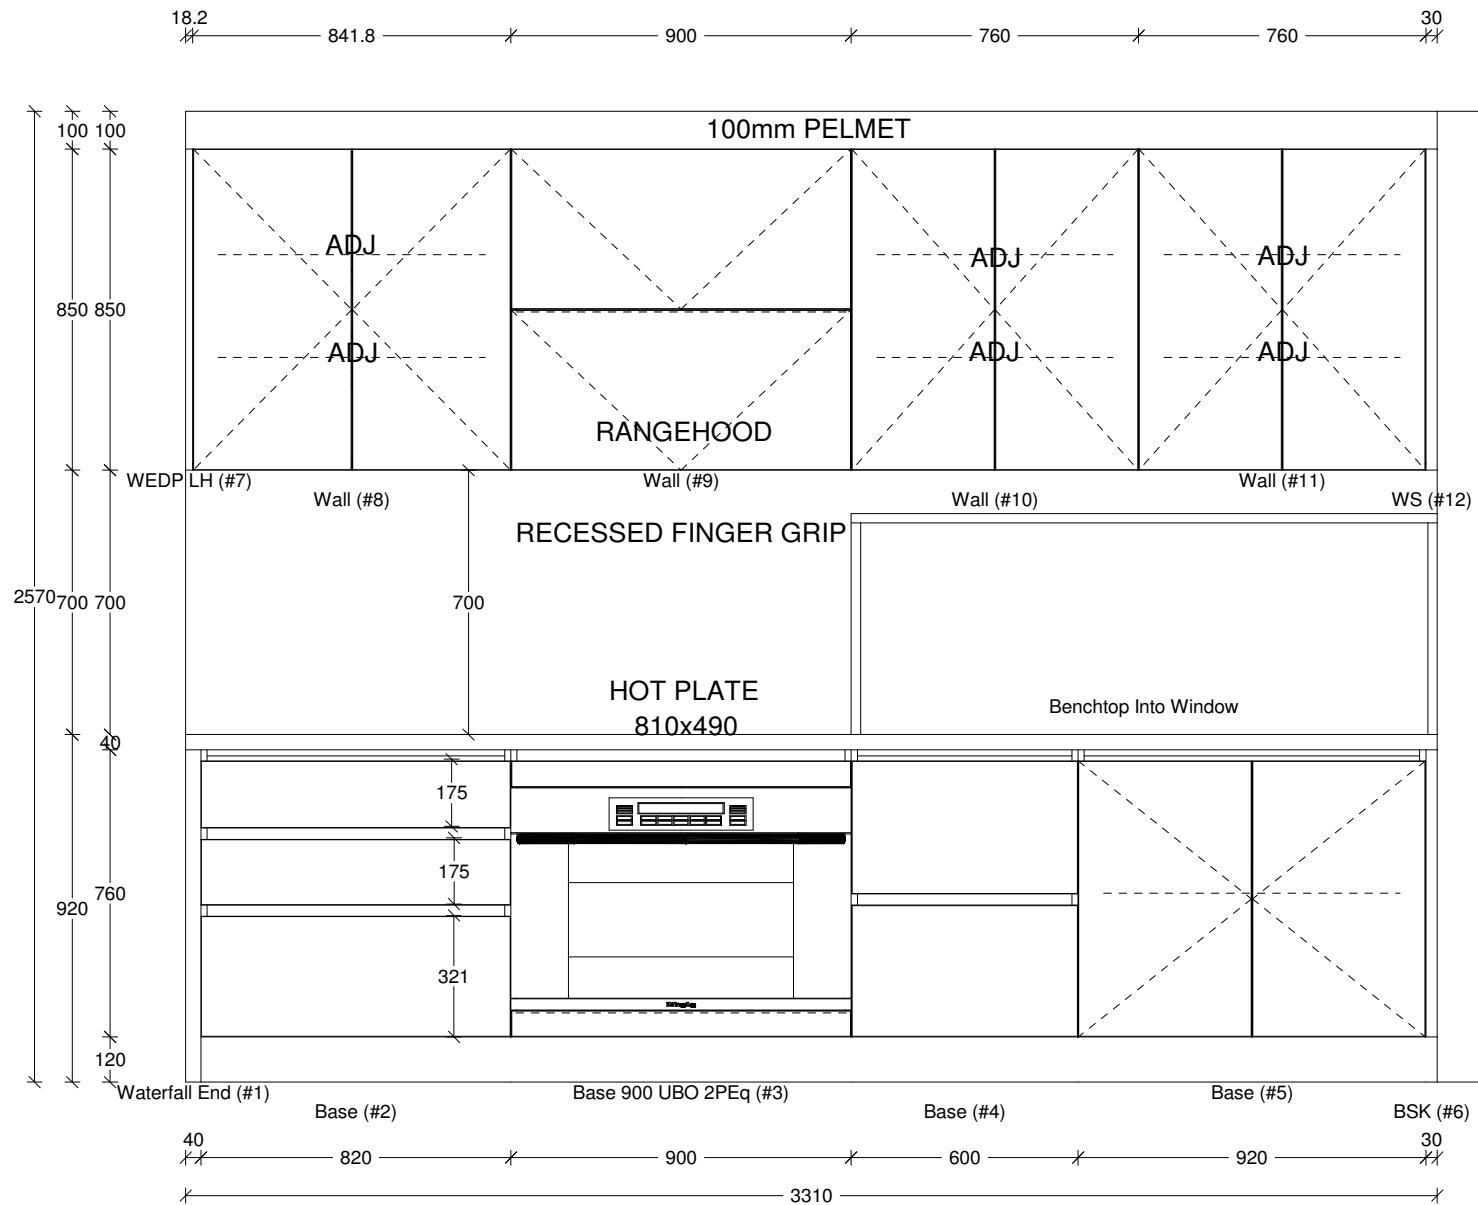 18.2 30
841.8 900 760 760
100 100 100mm PELMET
ADJ ADJ ADJ
850 850
ADJ ADJ ADJ
RANGEHOOD
WEDP LH (#7) Wall (#9) Wall (#11)
Wall (#8) Wall (#10) WS (#12)
RECESSED FINGER GRIP
2570 700 700 700
HOT PLATE
810x490 Benchtop Into Window
40
175
175
920 760
321
120
Waterfall End (#1) Base 900 UBO 2PEq (#3) Base (#5)
Base (#2) Base (#4) BSK (#6)
40 30
820 900 600 920
3310